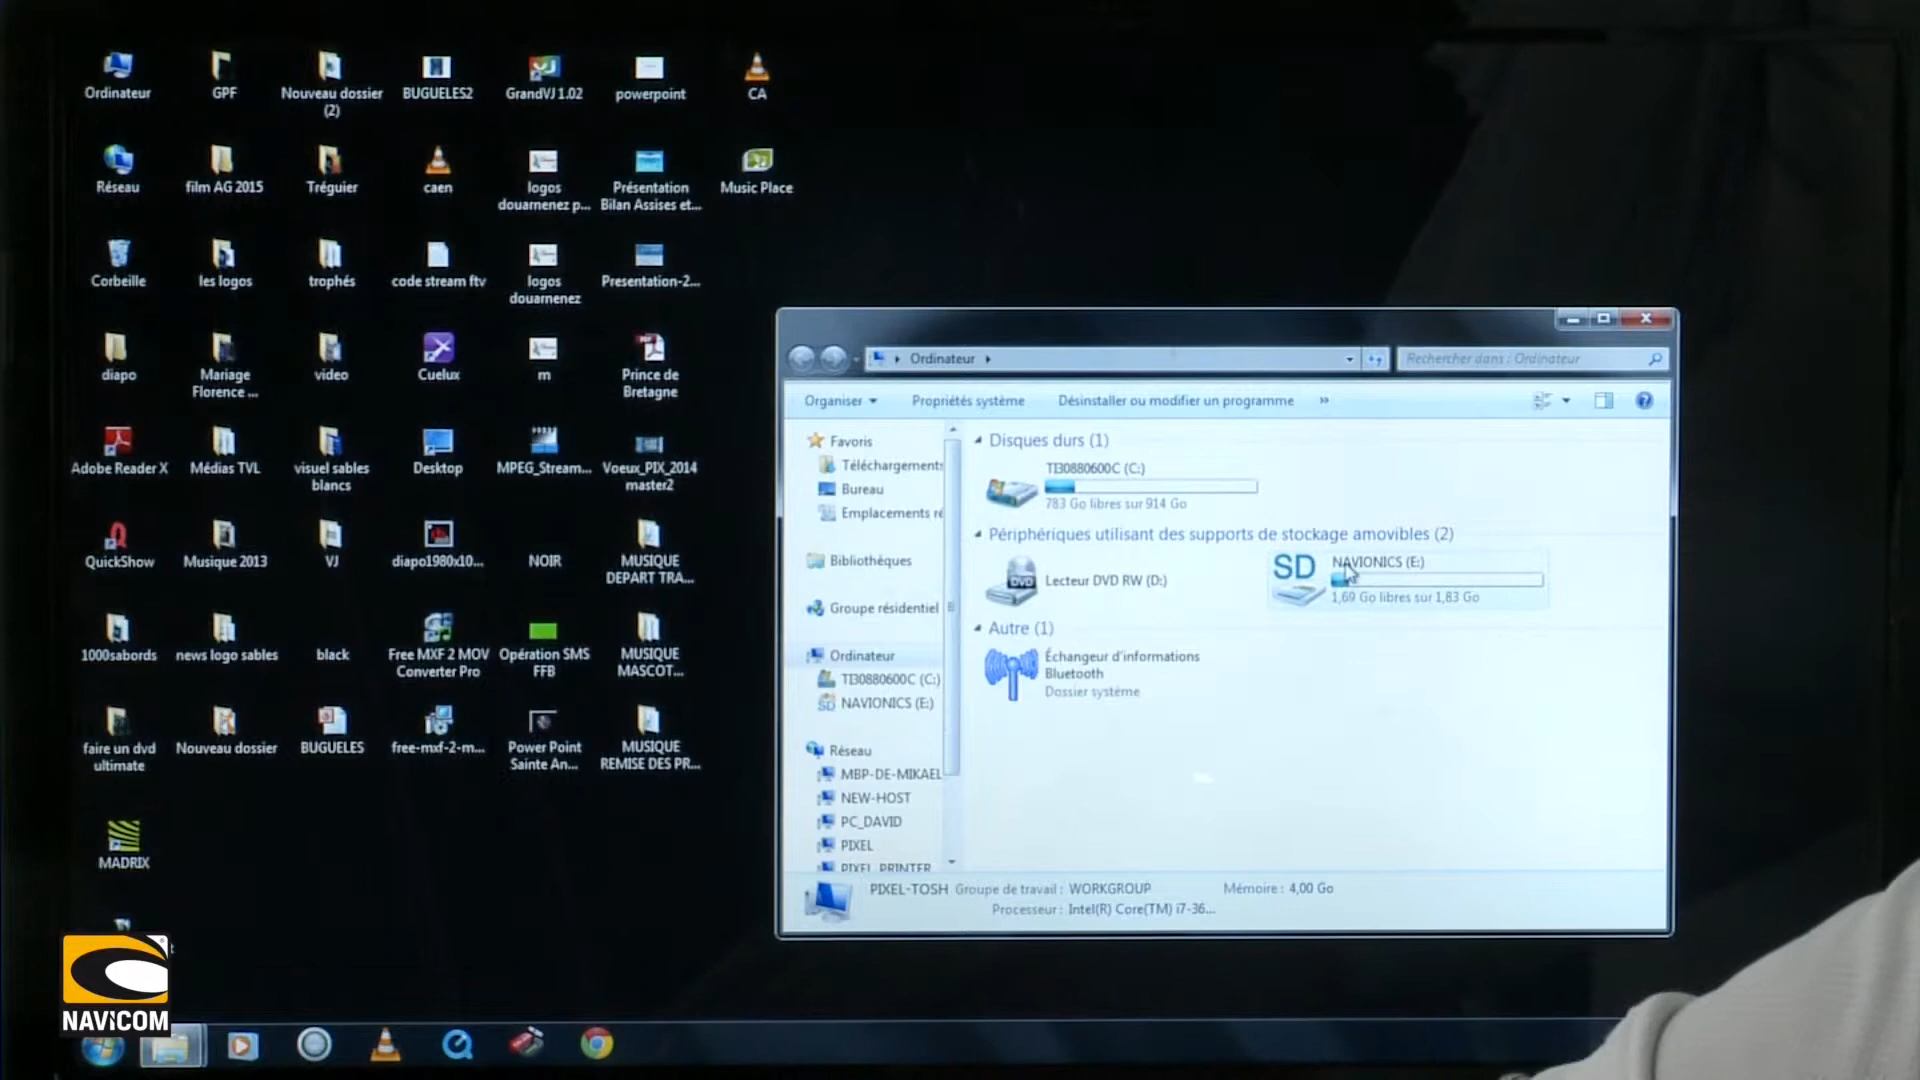 Ordinateur
GPF
Nouveau dossier
(2)
BUGUELES2
GrandVJ 1.02
powerpoint
CA
Réseau
film AG 2015
Tréguier
caen
logos
douarnenez p...
Présentation
Bilan Assises et...
Music Place
Corbeille
les logos
trophés
code stream ftv
logos
douarnenez
Presentation-2...
diapo
Mariage
Florence ...
video
Cuelux
m
Prince de
Bretagne
Adobe Reader X
Médias TVL
visuel sables
blancs
Desktop
MPEG_Stream...
Voeux_PIX_2014
master2
QuickShow
Musique 2013
VJ
diapo1980x10...
NOIR
MUSIQUE
DEPART TRA...
1000sabords
news logo sables
black
Free MXF 2 MOV
Converter Pro
Opération SMS
FFB
MUSIQUE
MASCOT...
faire un dvd
ultimate
Nouveau dossier
BUGUELES
free-mxf-2-m...
Power Point
Sainte An...
MUSIQUE
REMISE DES PR...
MADRIX
NAVICOM
Ordinateur
Rechercher dans : Ordinateur
Organiser
Propriétés système
Désinstaller ou modifier un programme
»
Favoris
Téléchargements
Bureau
Emplacements ré
Bibliothèques
Groupe résidentiel
Ordinateur
TI30880600C (C:)
NAVIONICS (E:)
Réseau
MBP-DE-MIKAEL
NEW-HOST
PC_DAVID
PIXEL
PIXEL_PRINTER
Disques durs (1)
TI30880600C (C:)
783 Go libres sur 914 Go
Périphériques utilisant des supports de stockage amovibles (2)
DVD
Lecteur DVD RW (D:)
SD
NAVIONICS (E:)
1,69 Go libres sur 1,83 Go
Autre (1)
Échangeur d'informations
Bluetooth
Dossier système
PIXEL-TOSH Groupe de travail : WORKGROUP Mémoire : 4,00 Go
Processeur : Intel(R) Core(TM) i7-36...